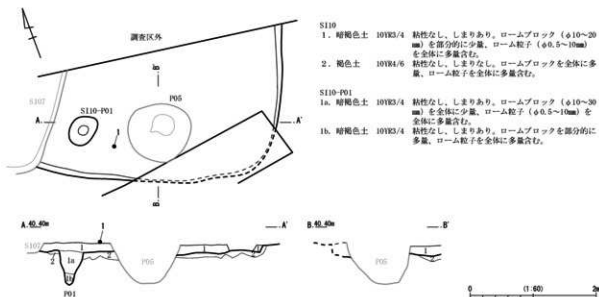 調査区外
SI07
SI10-P01
P05
B
A
A'
1
B'
SI10
1. 暗褐色土 10YR3/4 粘性なし、しまりあり。ロームブロック(φ10～20
㎜)を部分的に少量、ローム粒子(φ0.5～10㎜)
を全体に多量含む。
2. 褐色土 10YR4/6 粘性なし、しまりなし。ロームブロックを全体に多
量、ローム粒子を全体に多量含む。
SI10-P01
1a. 暗褐色土 10YR3/4 粘性なし、しまりあり。ロームブロック(φ10～30
㎜)を全体に少量、ローム粒子(φ0.5～10㎜)を
全体に多量含む。
1b. 暗褐色土 10YR3/4 粘性なし、しまりあり。ロームブロックを部分的に
多量、ローム粒子を全体に多量含む。
A 40.40m
1
A'
SI07
1
2
1a
1b
2
P01
P05
1
B 40.40m
B'
P05
1
0
(1:60)
2m